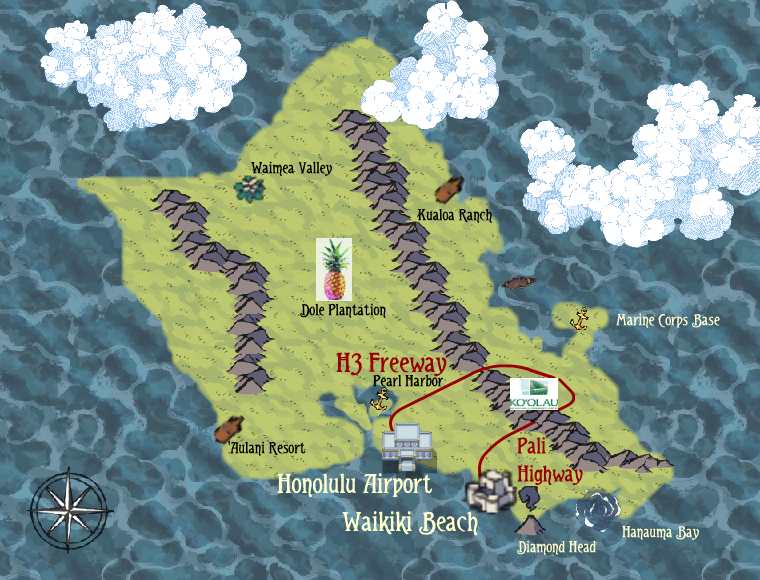 Waimea Valley
Kualoa Ranch
Dole Plantation
Marine Corps Base
H3 Freeway
Pearl Harbor
KO'OLAU
Aulani Resort
Pali
Highway
Honolulu Airport
Waikiki Beach
Hanauma Bay
Diamond Head